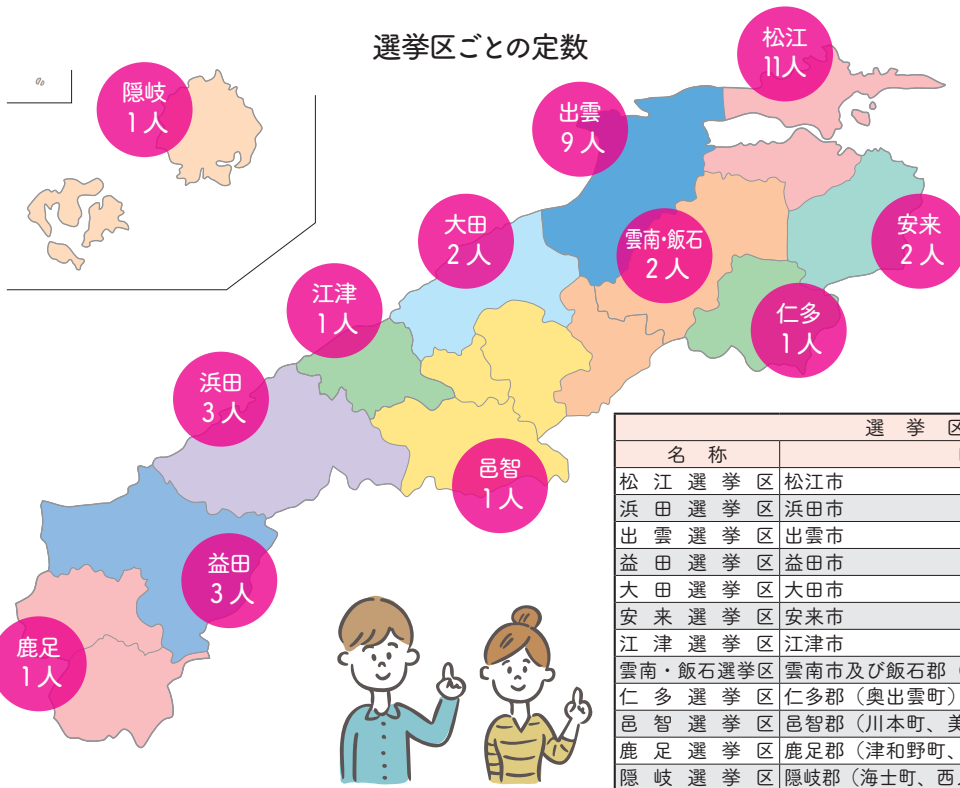 選挙区ごとの定数
松江
11人
隠岐
1人
出雲
9人
大田
2人
雲南・飯石
2人
安来
2人
江津
1人
仁多
1人
浜田
3人
邑智
1人
益田
3人
鹿足
1人
選挙区
名称
松江選挙区 松江市
浜田選挙区 浜田市
出雲選挙区 出雲市
益田選挙区 益田市
大田選挙区 大田市
安来選挙区 安来市
江津選挙区 江津市
雲南・飯石選挙区 雲南市及び飯石郡（
仁多選挙区 仁多郡（奥出雲町）
邑智選挙区 邑智郡（川本町、美
鹿足選挙区 鹿足郡（津和野町、
隠岐選挙区 隠岐郡（海士町、西